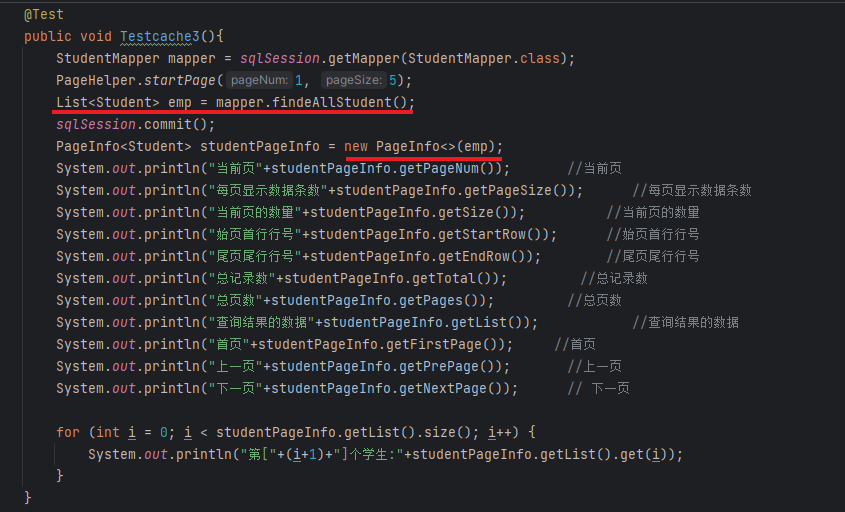 @Test
public void Testcache3(){
StudentMapper mapper = sqlSession.getMapper(StudentMapper.class);
PageHelper.startPage( pageNum: 1, pageSize: 5);
List<Student> emp = mapper.findeAllStudent();
sqlSession.commit();
PageInfo<Student> studentPageInfo = new PageInfo<>(emp);
System.out.println("当前页"+studentPageInfo.getPageNum()); //当前页
System.out.println("每页显示数据条数"+studentPageInfo.getPageSize()); //每页显示数据条数
System.out.println("当前页的数量"+studentPageInfo.getSize()); //当前页的数量
System.out.println("始页首行行号"+studentPageInfo.getStartRow()); //始页首行行号
System.out.println("尾页尾行行号"+studentPageInfo.getEndRow()); //尾页尾行行号
System.out.println("总记录数"+studentPageInfo.getTotal()); //总记录数
System.out.println("总页数"+studentPageInfo.getPages()); //总页数
System.out.println("查询结果的数据"+studentPageInfo.getList()); //查询结果的数据
System.out.println("首页"+studentPageInfo.getFirstPage()); //首页
System.out.println("上一页"+studentPageInfo.getPrePage()); //上一页
System.out.println("下一页"+studentPageInfo.getNextPage()); // 下一页
for (int i = 0; i < studentPageInfo.getList().size(); i++) {
System.out.println("第["+(i+1)+"]个学生:"+studentPageInfo.getList().get(i));
}
}